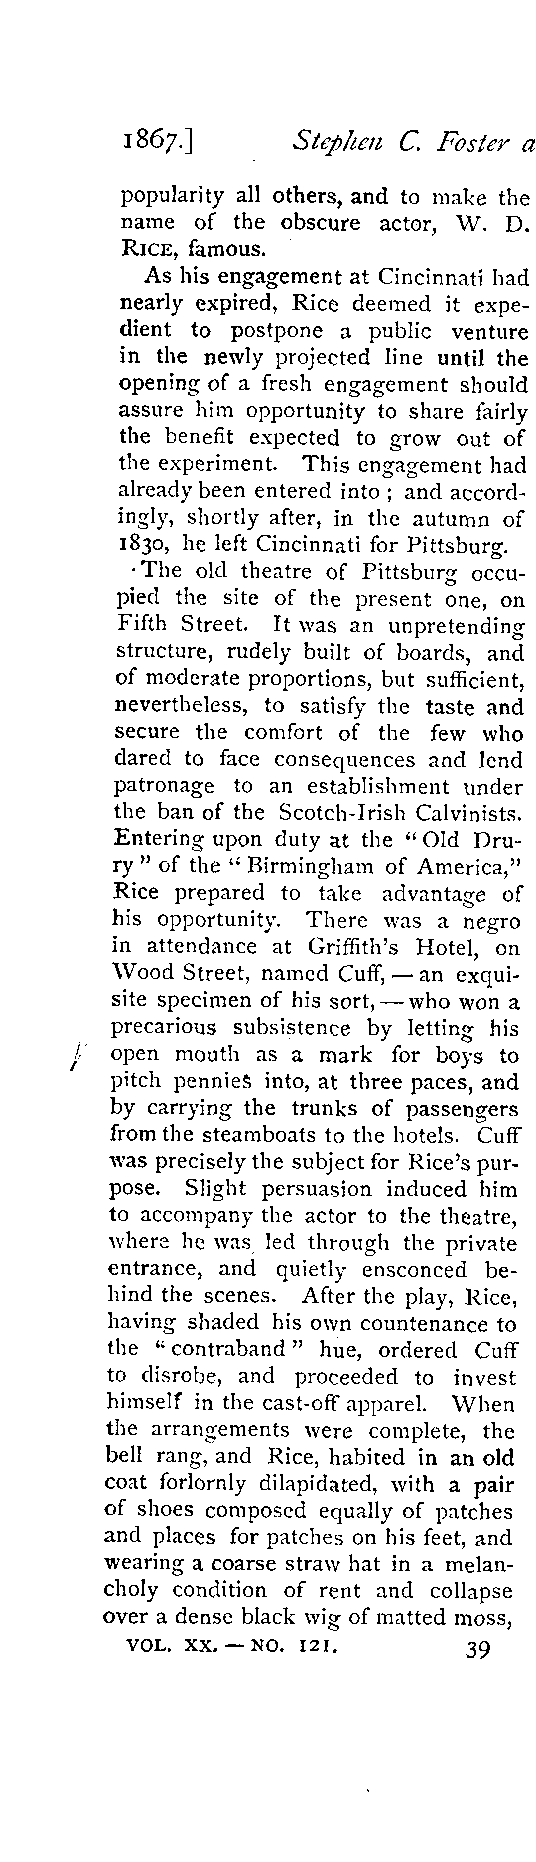 1867.] Stephen C. Foster a
popularity all others, and to make the
name of the obscure actor, W. D.
RICE, famous.
As his engagement at Cincinnati had
nearly expired, Rice deemed it expe-
dient to postpone a public venture
in the newly projected line until the
opening of a fresh engagement should
assure him opportunity to share fairly
the benefit expected to grow out of
the experiment. This engagement had
already been entered into ; and accord-
ingly, shortly after, in the autumn of
1830, he left Cincinnati for Pittsburg.
The old theatre of Pittsburg occu-
pied the site of the present one, on
Fifth Street. It was an unpretending
structure, rudely built of boards, and
of moderate proportions, but sufficient,
nevertheless, to satisfy the taste and
secure the comfort of the few who
dared to face consequences and lend
patronage to an establishment under
the ban of the Scotch-Irish Calvinists.
Entering upon duty at the “ Old Dru-
ry ” of the “ Birmingham of America,”
Rice prepared to take advantage of
his opportunity. There was a negro
in attendance at Griffith's Hotel, on
Wood Street, named Cuff, — an exqui-
site specimen of his sort, — who won a
precarious subsistence by letting his
open mouth as a mark for boys to
pitch pennies into, at three paces, and
by carrying the trunks of passengers
from the steamboats to the hotels. Cuff
was precisely the subject for Rice's pur-
pose. Slight persuasion induced him
to accompany the actor to the theatre,
where he was led through the private
entrance, and quietly ensconced be-
hind the scenes. After the play, Rice,
having shaded his own countenance to
the “ contraband ” hue, ordered Cuff
to disrobe, and proceeded to invest
himself in the cast-off apparel. When
the arrangements were complete, the
bell rang, and Rice, habited in an old
coat forlornly dilapidated, with a pair
of shoes composed equally of patches
and places for patches on his feet, and
wearing a coarse straw hat in a melan-
choly condition of rent and collapse
over a dense black wig of matted moss,
VOL. XX. — NO. 121. 39